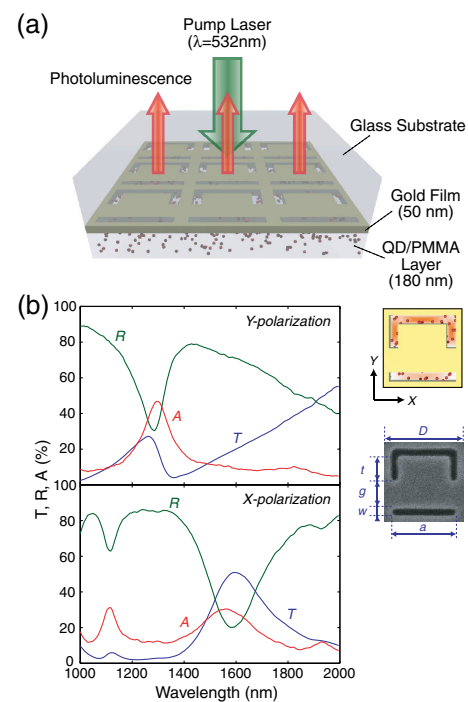 (a)
Pump Laser
(λ=532nm)
Photoluminescence
Glass Substrate
Gold Film
(50 nm)
QD/PMMA
Layer
(180 nm)
(b)
100
80
60
40
20
Y-polarization
R
A
T
100
80
60
40
20
0
X-polarization
R
A
T
T, R, A (%)
1000
1200
1400
1600
1800
2000
Wavelength (nm)
Y
X
D
t
g
w
a